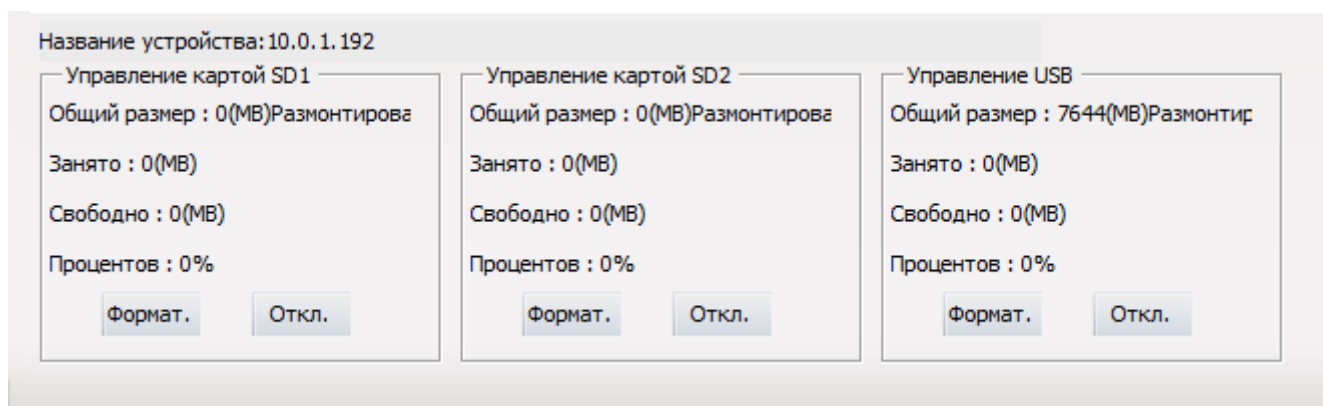 Название устройства:10.0.1.192
Управление картой SD1
Общий размер : 0(MB)Размонтирова
Занято : 0(MB)
Свободно : 0(MB)
Процентов : 0%
Формат. Откл.
Управление картой SD2
Общий размер : 0(MB)Размонтирова
Занято : 0(MB)
Свободно : 0(MB)
Процентов : 0%
Формат. Откл.
Управление USB
Общий размер : 7644(MB)Размонтир
Занято : 0(MB)
Свободно : 0(MB)
Процентов : 0%
Формат. Откл.